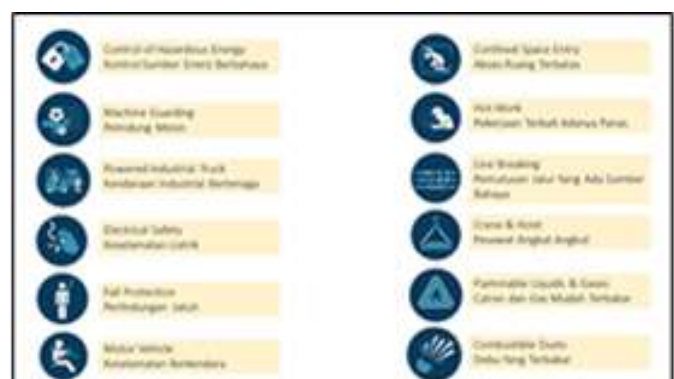 Control of Hazardous Energy
Kontrol Sumber Energi Berbahaya
Machine Guarding
Pelindung Mesin
Powered Industrial Truck
Kendaraan Industrial Bertenaga
Electrical Safety
Keselamatan Listrik
Fall Protection
Perlindungan Jatuh
Motor Vehicle
Keselamatan Berkendara
Confined Space Entry
Akses Ruang Terbatas
Hot Work
Pekerjaan Terkait Adanya Panas
Line Breaking
Pemutusan Jalur Yang Ada Sumber
Bahaya
Crane & Hoist
Pesawat Angkat Angkut
Flammable Liquids & Gases
Cairan dan Gas Mudah Terbakar
Combustible Dusts
Debu Yang Terbakar